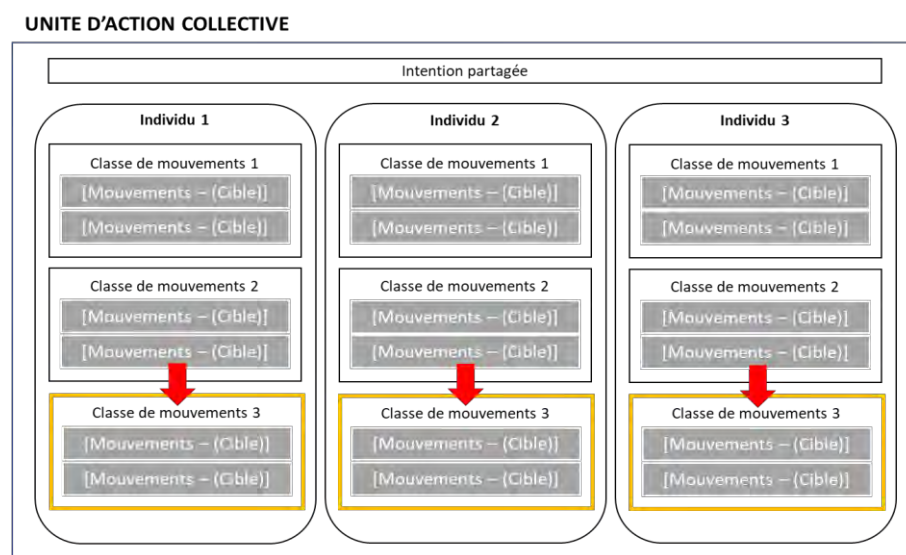 UNITE D'ACTION COLLECTIVE
Intention partagée
Individu 1
Classe de mouvements 1
[Mouvements – (Cible)]
[Mouvements – (Cible)]
Classe de mouvements 2
[Mouvements – (Cible)]
[Mouvements – (Cible)]
Classe de mouvements 3
[Mouvements – (Cible)]
[Mouvements – (Cible)]
Individu 2
Classe de mouvements 1
[Mouvements – (Cible)]
[Mouvements – (Cible)]
Classe de mouvements 2
[Mouvements – (Cible)]
[Mouvements – (Cible)]
Classe de mouvements 3
[Mouvements – (Cible)]
[Mouvements – (Cible)]
Individu 3
Classe de mouvements 1
[Mouvements – (Cible)]
[Mouvements – (Cible)]
Classe de mouvements 2
[Mouvements – (Cible)]
[Mouvements – (Cible)]
Classe de mouvements 3
[Mouvements – (Cible)]
[Mouvements – (Cible)]